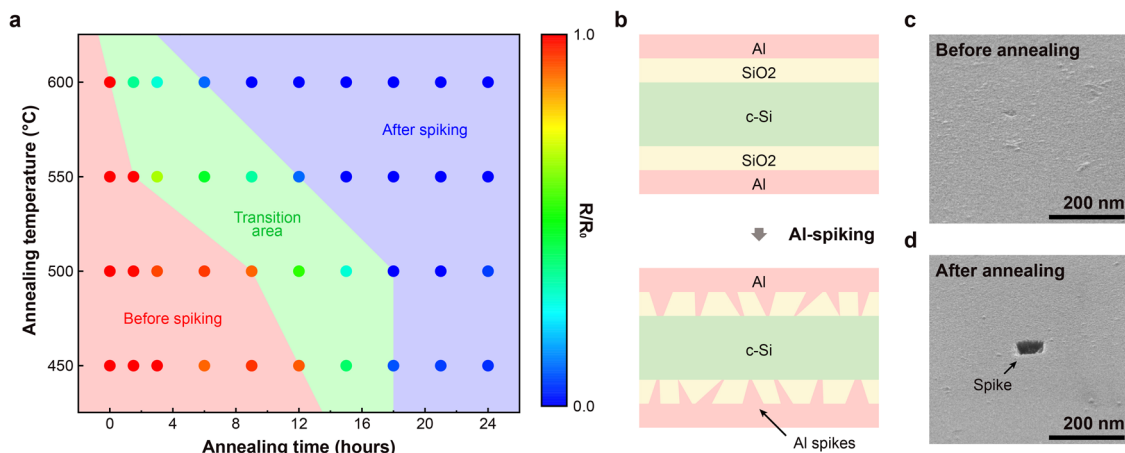 a
Annealing temperature (°C)
600
550
500
450
0
4
8
12
16
20
24
Annealing time (hours)
After spiking
Transition
area
Before spiking
1.0
R/R0
0.0
b
Al
SiO2
c-Si
SiO2
Al
Al-spiking
Al
c-Si
Al spikes
c
Before annealing
200 nm
d
After annealing
Spike
200 nm